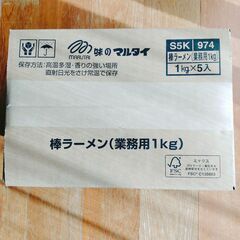 MARUTAI
味のマルタイ
S5K 974
棒ラーメン(業務用1kg)
1kg×5入
保存方法:高温多湿・香りの強い場所
直射日光をさけ常温で保存
棒ラーメン(業務用1kg)
ミックス
FSC